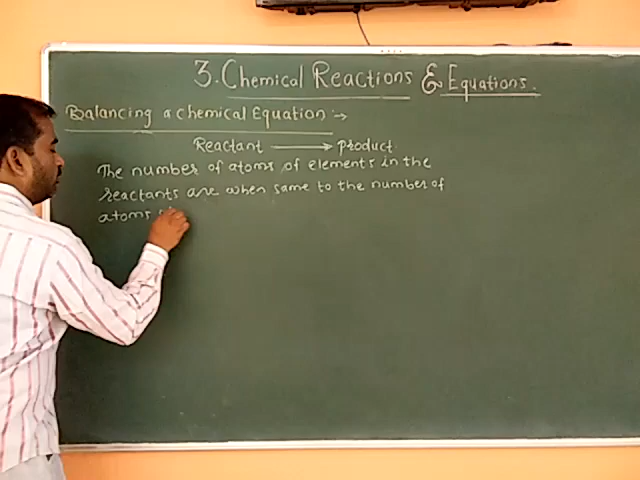 3. Chemical Reactions & Equations.
Balancing a chemical Equation :→
Reactant → product
The number of atoms of elements in the
reactants are when same to the number of
atoms